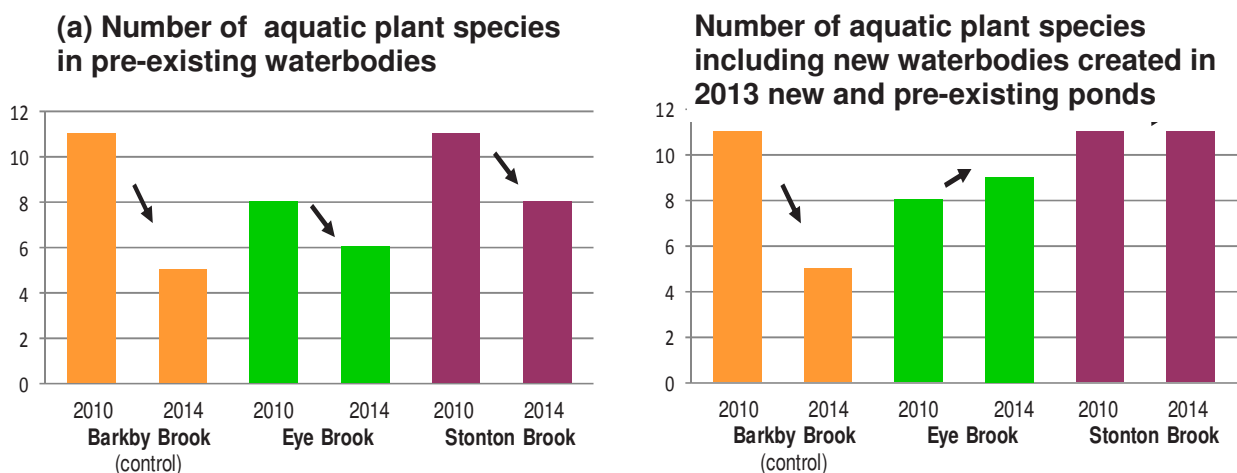 (a) Number of aquatic plant species
in pre-existing waterbodies
12
10
8
6
4
2
0
2010 2014 2010 2014 2010 2014
Barkby Brook Eye Brook Stonton Brook
(control)
Number of aquatic plant species
including new waterbodies created in
2013 new and pre-existing ponds
12
10
8
6
4
2
0
2010 2014 2010 2014 2010 2014
Barkby Brook Eye Brook Stonton Brook
(control)